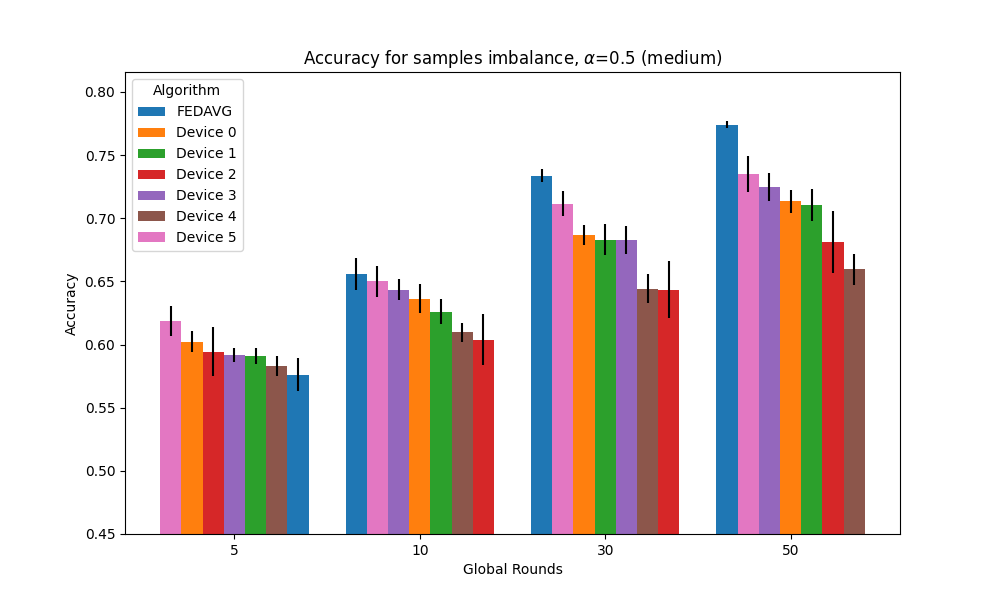 Accuracy for samples imbalance, α=0.5 (medium)
Algorithm
FEDAVG
Device 0
Device 1
Device 2
Device 3
Device 4
Device 5
Accuracy
0.80
0.75
0.70
0.65
0.60
0.55
0.50
0.45
5 10 30 50
Global Rounds